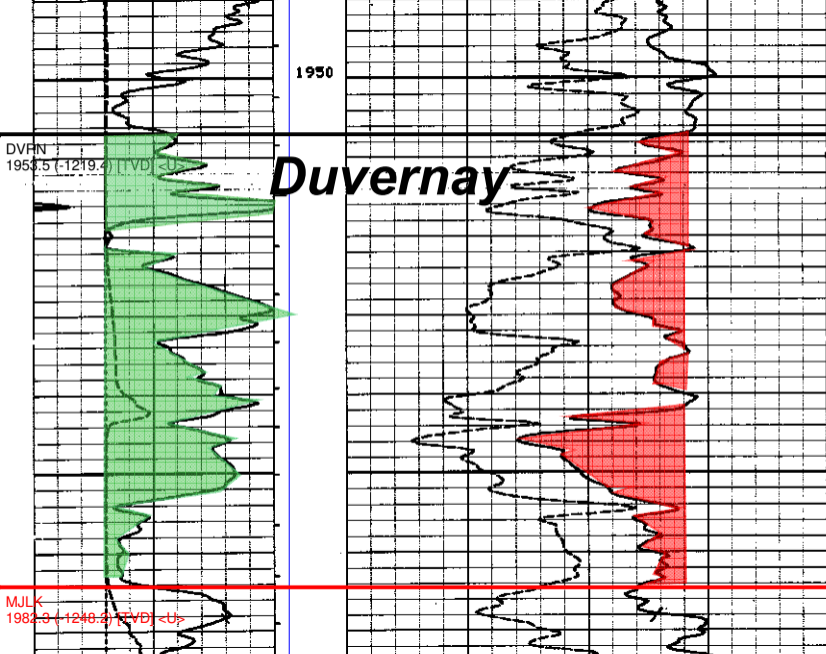 1950
DVRN
1953.5 (-1219.4) [TVD] <U>
Duvernay
MJLK
1982.3 (-1248.2) [TVD] <U>